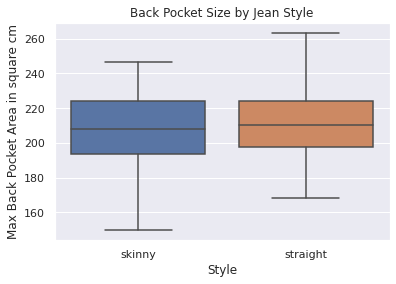 Back Pocket Size by Jean Style
Max Back Pocket Area in square cm
260
240
220
200
180
160
skinny
straight
Style